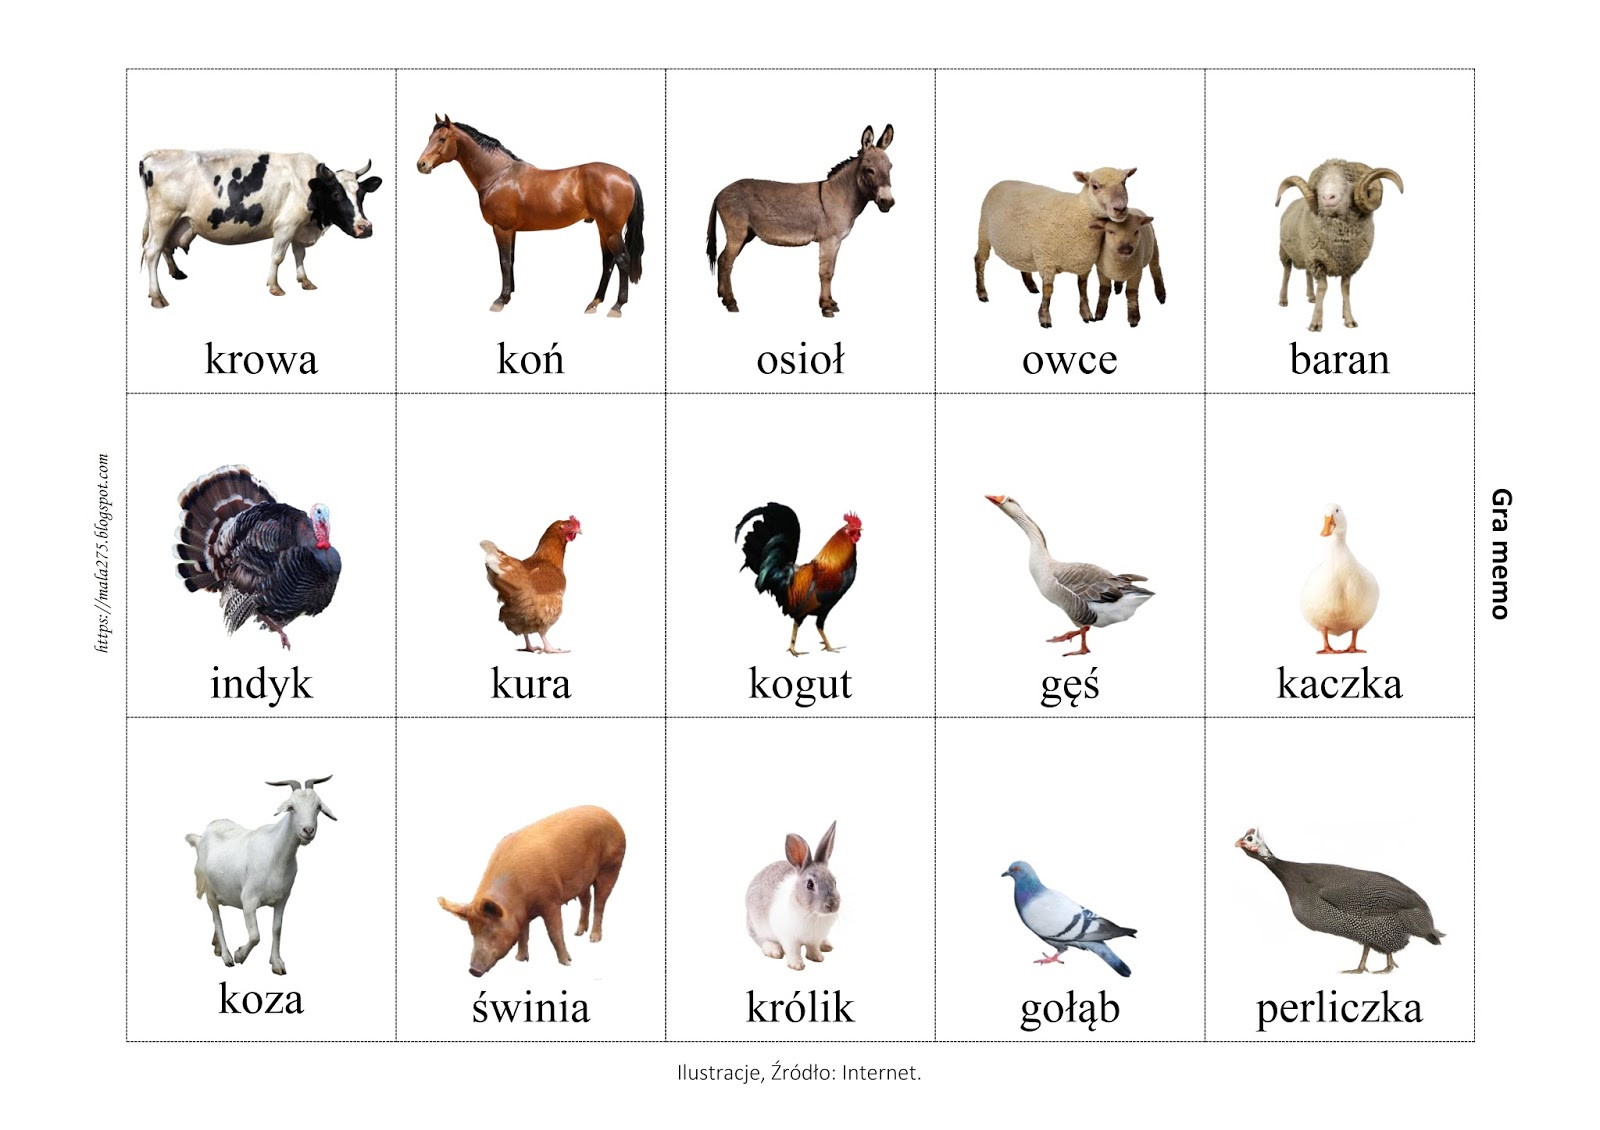 krowa
koń
osioł
owce
baran
indyk
kura
kogut
gęś
kaczka
koza
świnia
królik
gołąb
perliczka
https://mala275.blogspot.com
Gra memo
Ilustracje, Źródło: Internet.